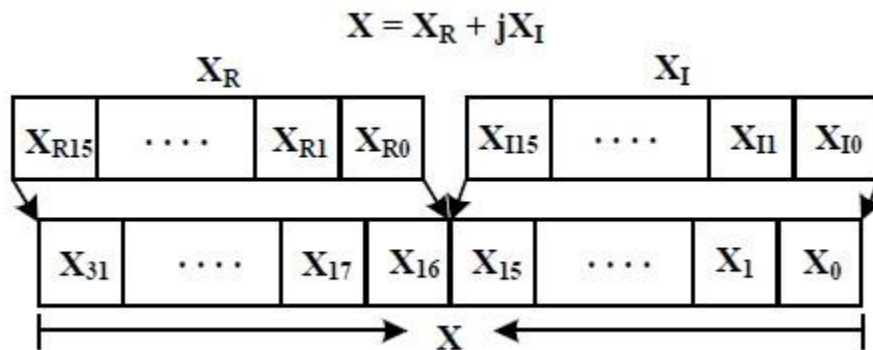 X = X_R + jX_I
X_R X_I
X_R15 .... X_R1 X_R0 X_I15 .... X_I1 X_I0
X_31 .... X_17 X_16 X_15 .... X_1 X_0
X